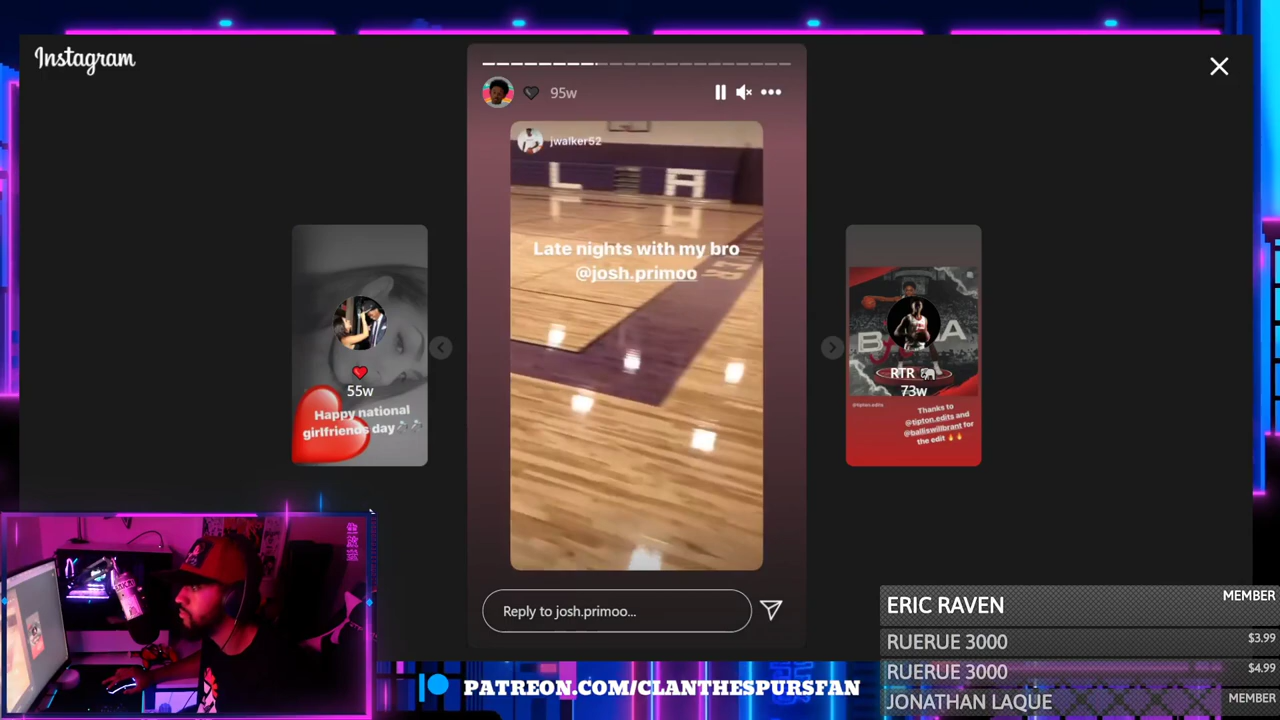 Instagram
95w
jwalker52
L A
Late nights with my bro
@josh.primoo
55w
Happy national
girlfriends day
RTR
73w
@tipton.edits
Thanks to
@tipton.edits and
@balliswillbrant for
the edit
Reply to josh.primoo...
ERIC RAVEN MEMBER
RUERUE 3000 $3.99
RUERUE 3000 $4.99
JONATHAN LAQUE MEMBER
PATREON.COM/CLANTHESPURSFAN